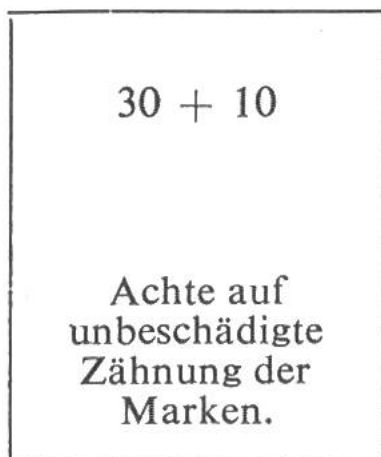 30 + 10
Achte auf
unbeschädigte
Zähnung der
Marken.